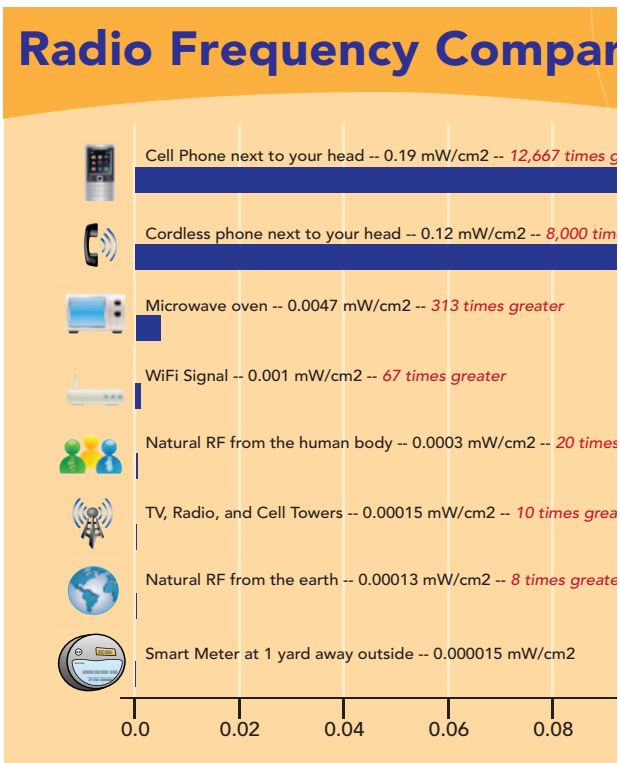 Radio Frequency Compar
Cell Phone next to your head -- 0.19 mW/cm2 -- 12,667 times g
Cordless phone next to your head -- 0.12 mW/cm2 -- 8,000 tim
Microwave oven -- 0.0047 mW/cm2 -- 313 times greater
WiFi Signal -- 0.001 mW/cm2 -- 67 times greater
Natural RF from the human body -- 0.0003 mW/cm2 -- 20 times
TV, Radio, and Cell Towers -- 0.00015 mW/cm2 -- 10 times grea
Natural RF from the earth -- 0.00013 mW/cm2 -- 8 times greate
Smart Meter at 1 yard away outside -- 0.000015 mW/cm2
0.0 0.02 0.04 0.06 0.08